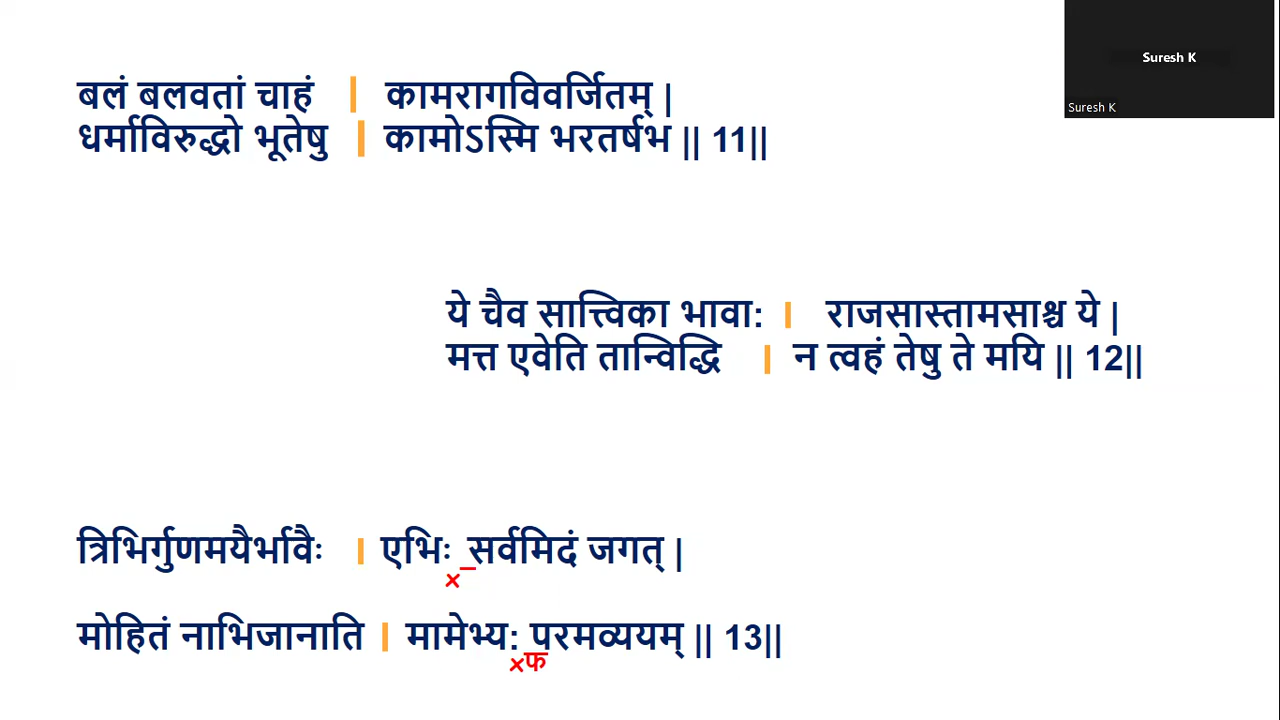 Suresh K
Suresh K
बलं बलवतां चाहं | कामरागविवर्जितम् |
धर्माविरुद्धो भूतेषु | कामोऽस्मि भरतर्षभ || 11||
ये चैव सात्त्विका भावा: | राजसास्तामसाश्च ये |
मत्त एवेति तान्विद्धि | न त्वहं तेषु ते मयि || 12||
त्रिभिर्गुणमयैर्भावैः | एभिः सर्वमिदं जगत् |
× _
मोहितं नाभिजानाति | मामेभ्य: परमव्ययम् || 13||
×फ